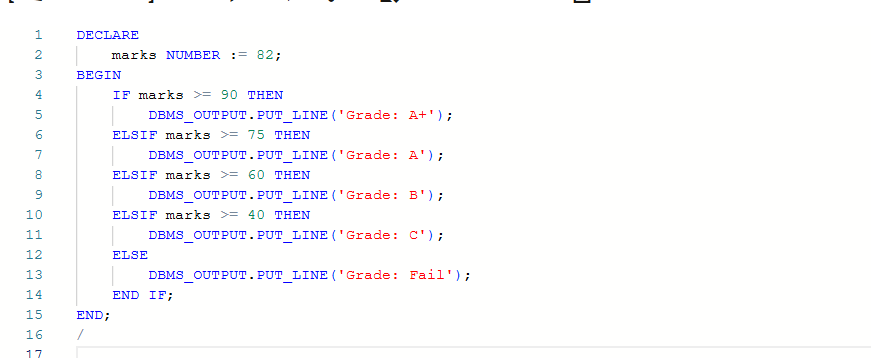 1 DECLARE
2 marks NUMBER := 82;
3 BEGIN
4 IF marks >= 90 THEN
5 DBMS_OUTPUT.PUT_LINE('Grade: A+');
6 ELSIF marks >= 75 THEN
7 DBMS_OUTPUT.PUT_LINE('Grade: A');
8 ELSIF marks >= 60 THEN
9 DBMS_OUTPUT.PUT_LINE('Grade: B');
10 ELSIF marks >= 40 THEN
11 DBMS_OUTPUT.PUT_LINE('Grade: C');
12 ELSE
13 DBMS_OUTPUT.PUT_LINE('Grade: Fail');
14 END IF;
15 END;
16 /
17